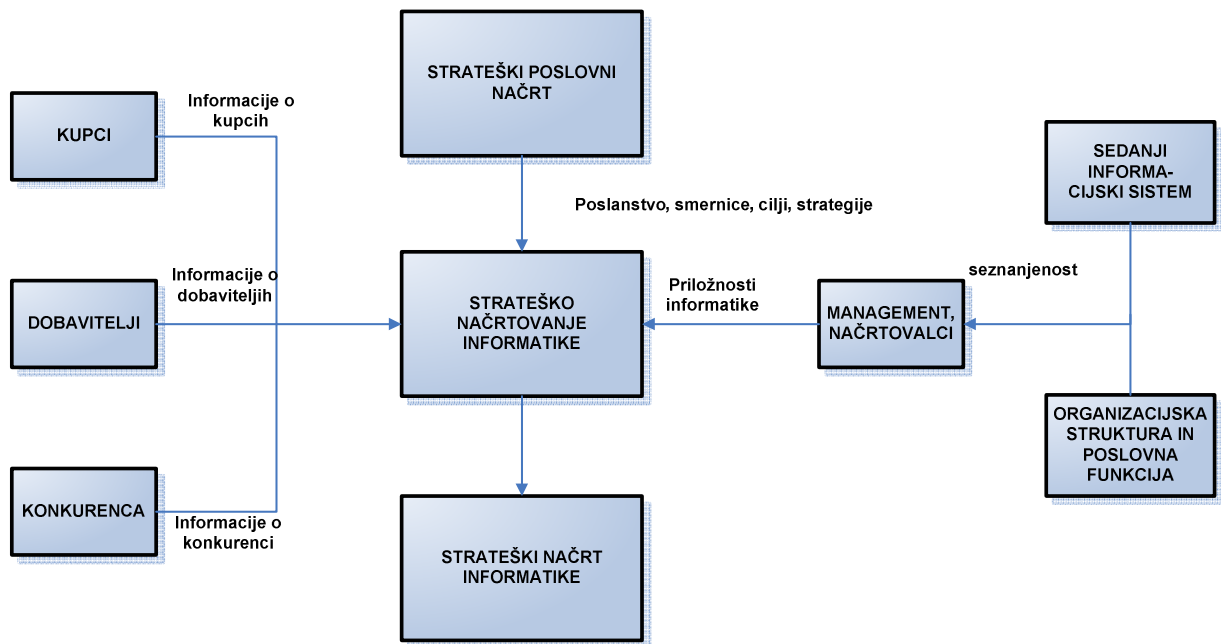 STRATEŠKI POSLOVNI
NAČRT
Informacije o
kupcih
KUPCI
SEDANJI
INFORMA-
CIJSKI SISTEM
Poslanstvo, smernice, cilji, strategije
Informacije o
dobaviteljih
DOBAVITELJI
STRATEŠKO
NAČRTOVANJE
INFORMATIKE
Priložnosti
informatike
MANAGEMENT,
NAČRTOVALCI
seznanjenost
ORGANIZACIJSKA
STRUKTURA IN
POSLOVNA
FUNKCIJA
KONKURENCA
Informacije o
konkurenci
STRATEŠKI NAČRT
INFORMATIKE